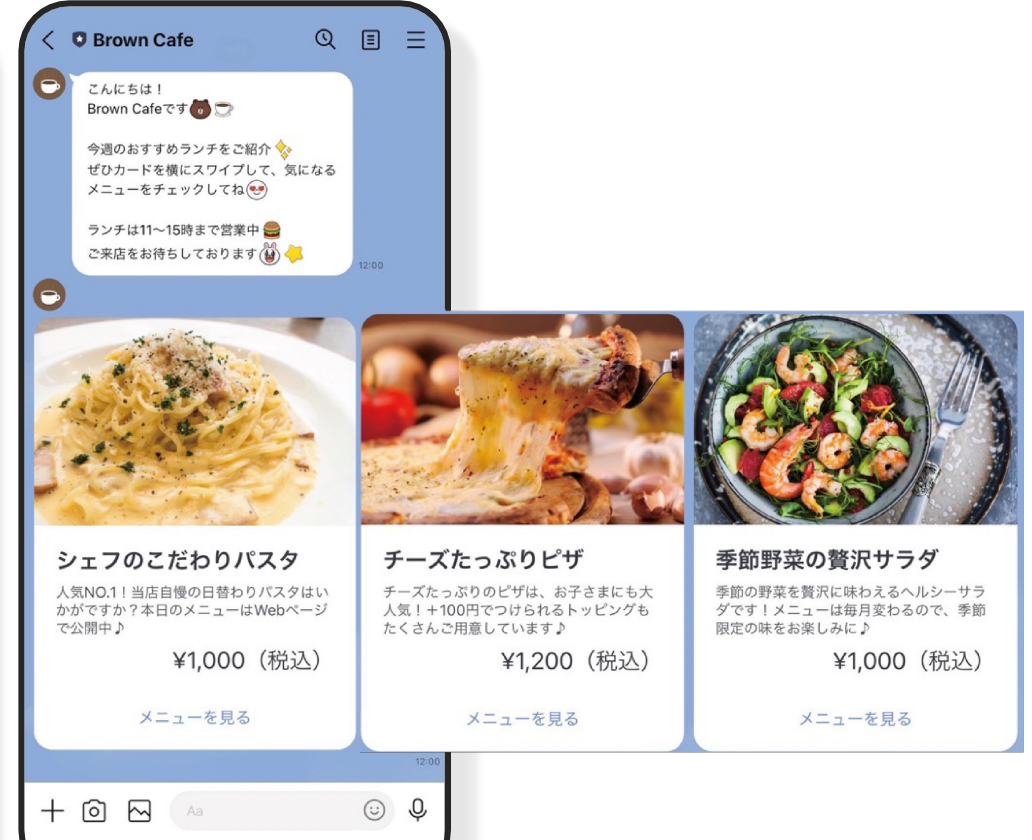 Brown Cafe
こんにちは！
Brown Cafeです
今週のおすすめランチをご紹介
ぜひカードを横にスワイプして、気になる
メニューをチェックしてね
ランチは11〜15時まで営業中
ご来店をお待ちしております
12:00
シェフのこだわりパスタ
人気NO.1！当店自慢の日替わりパスタはい
かがですか？本日のメニューはWebページ
で公開中♪
¥1,000（税込）
メニューを見る
チーズたっぷりピザ
チーズたっぷりのピザは、お子さまにも大
人気！＋100円でつけられるトッピングも
たくさんご用意しています♪
¥1,200（税込）
メニューを見る
季節野菜の贅沢サラダ
季節の野菜を贅沢に味わえるヘルシーサラ
ダです！メニューは毎月変わるので、季節
限定の味をお楽しみに♪
¥1,000（税込）
メニューを見る
12:00
Aa